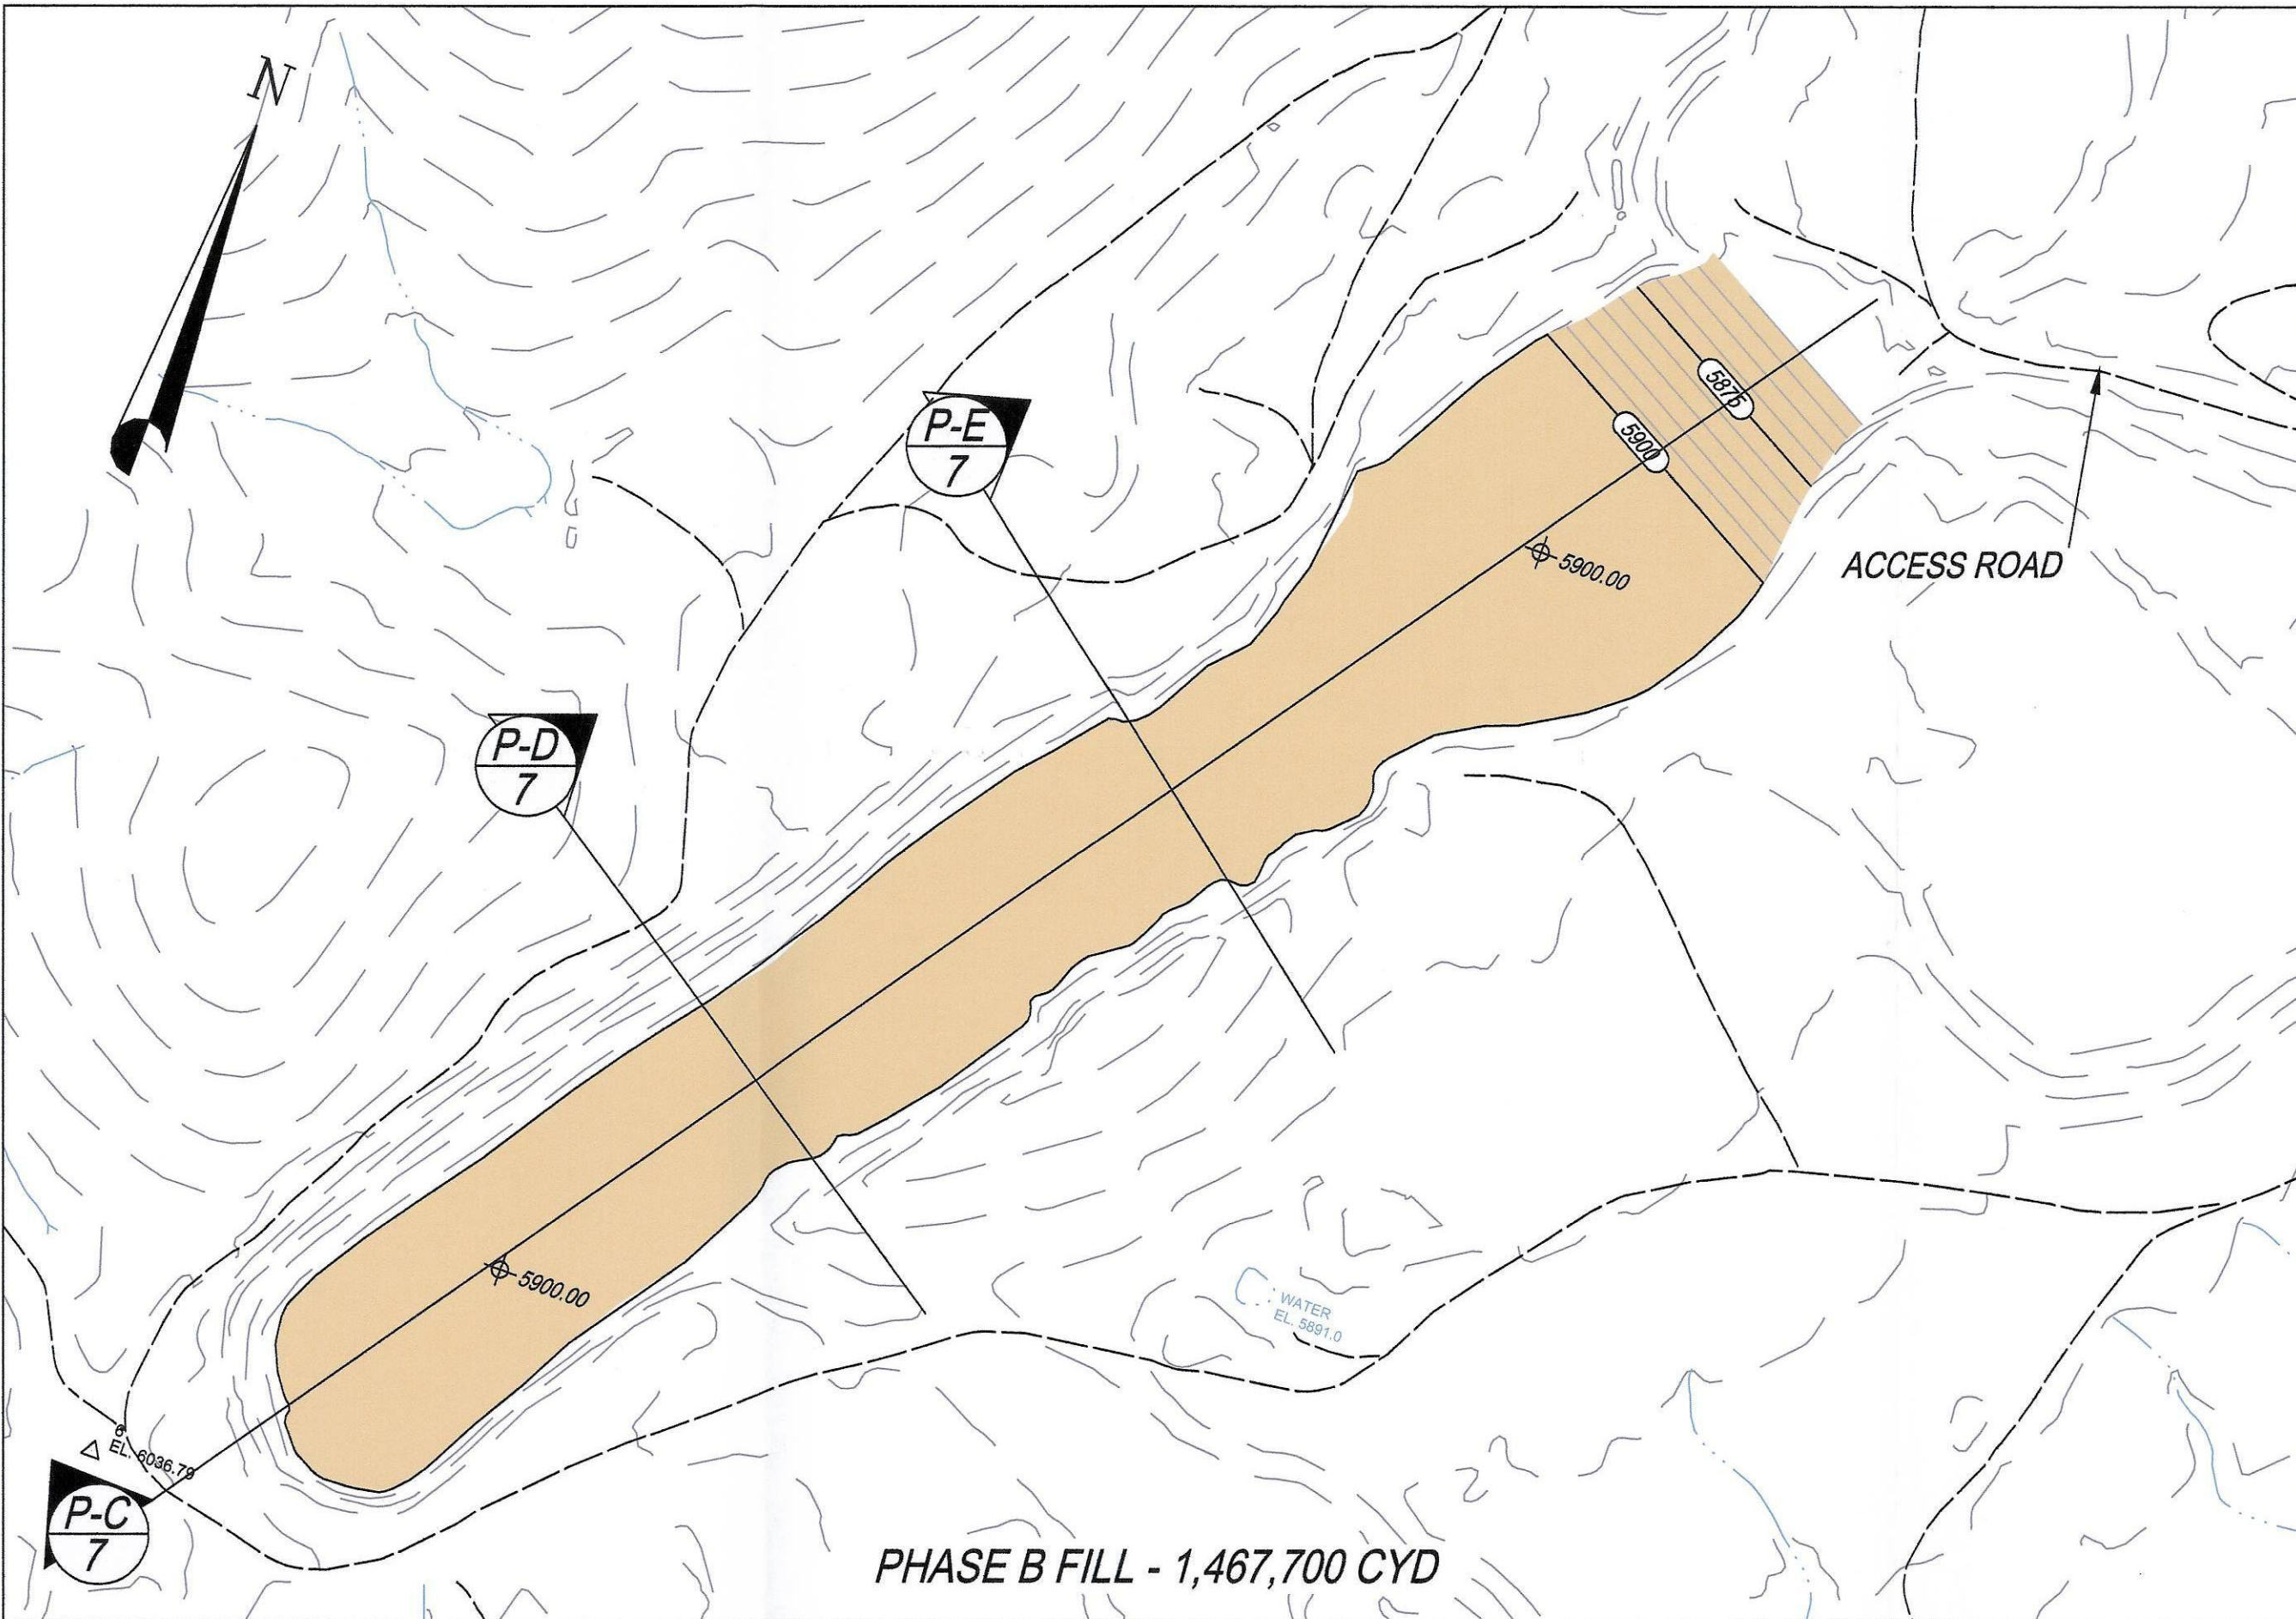 N
P-E
7
5875
5900
5900.00
ACCESS ROAD
P-D
7
5900.00
WATER
EL. 5891.0
6
EL. 6036.79
P-C
7
PHASE B FILL - 1,467,700 CYD